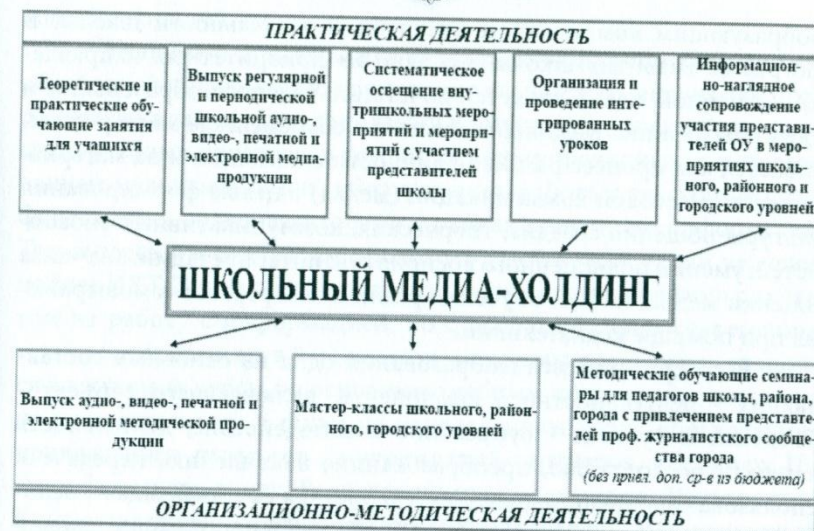 ПРАКТИЧЕСКАЯ ДЕЯТЕЛЬНОСТЬ
Теоретические и
практические обу-
чающие занятия
для учащихся
Выпуск регулярной
и периодической
школьной аудио-,
видео-, печатной и
электронной медиа-
продукции
Систематическое
освещение вну-
тришкольных меро-
приятий и меропри-
ятий с участием
представителей
школы
Организация и
проведение инте-
грированных
уроков
Информацион-
но-наглядное
сопровождение
участия представи-
телей ОУ в меро-
приятиях школь-
ного, районного и
городского уровней
ШКОЛЬНЫЙ МЕДИА-ХОЛДИНГ
Выпуск аудио-, видео-, печатной и
электронной методической про-
дукции
Мастер-классы школьного, район-
ного, городского уровней
Методические обучающие семина-
ры для педагогов школы, района,
города с привлечением представите-
лей проф. журналистского сообще-
ства города
(без привл. доп. ср-в из бюджета)
ОРГАНИЗАЦИОННО-МЕТОДИЧЕСКАЯ ДЕЯТЕЛЬНОСТЬ